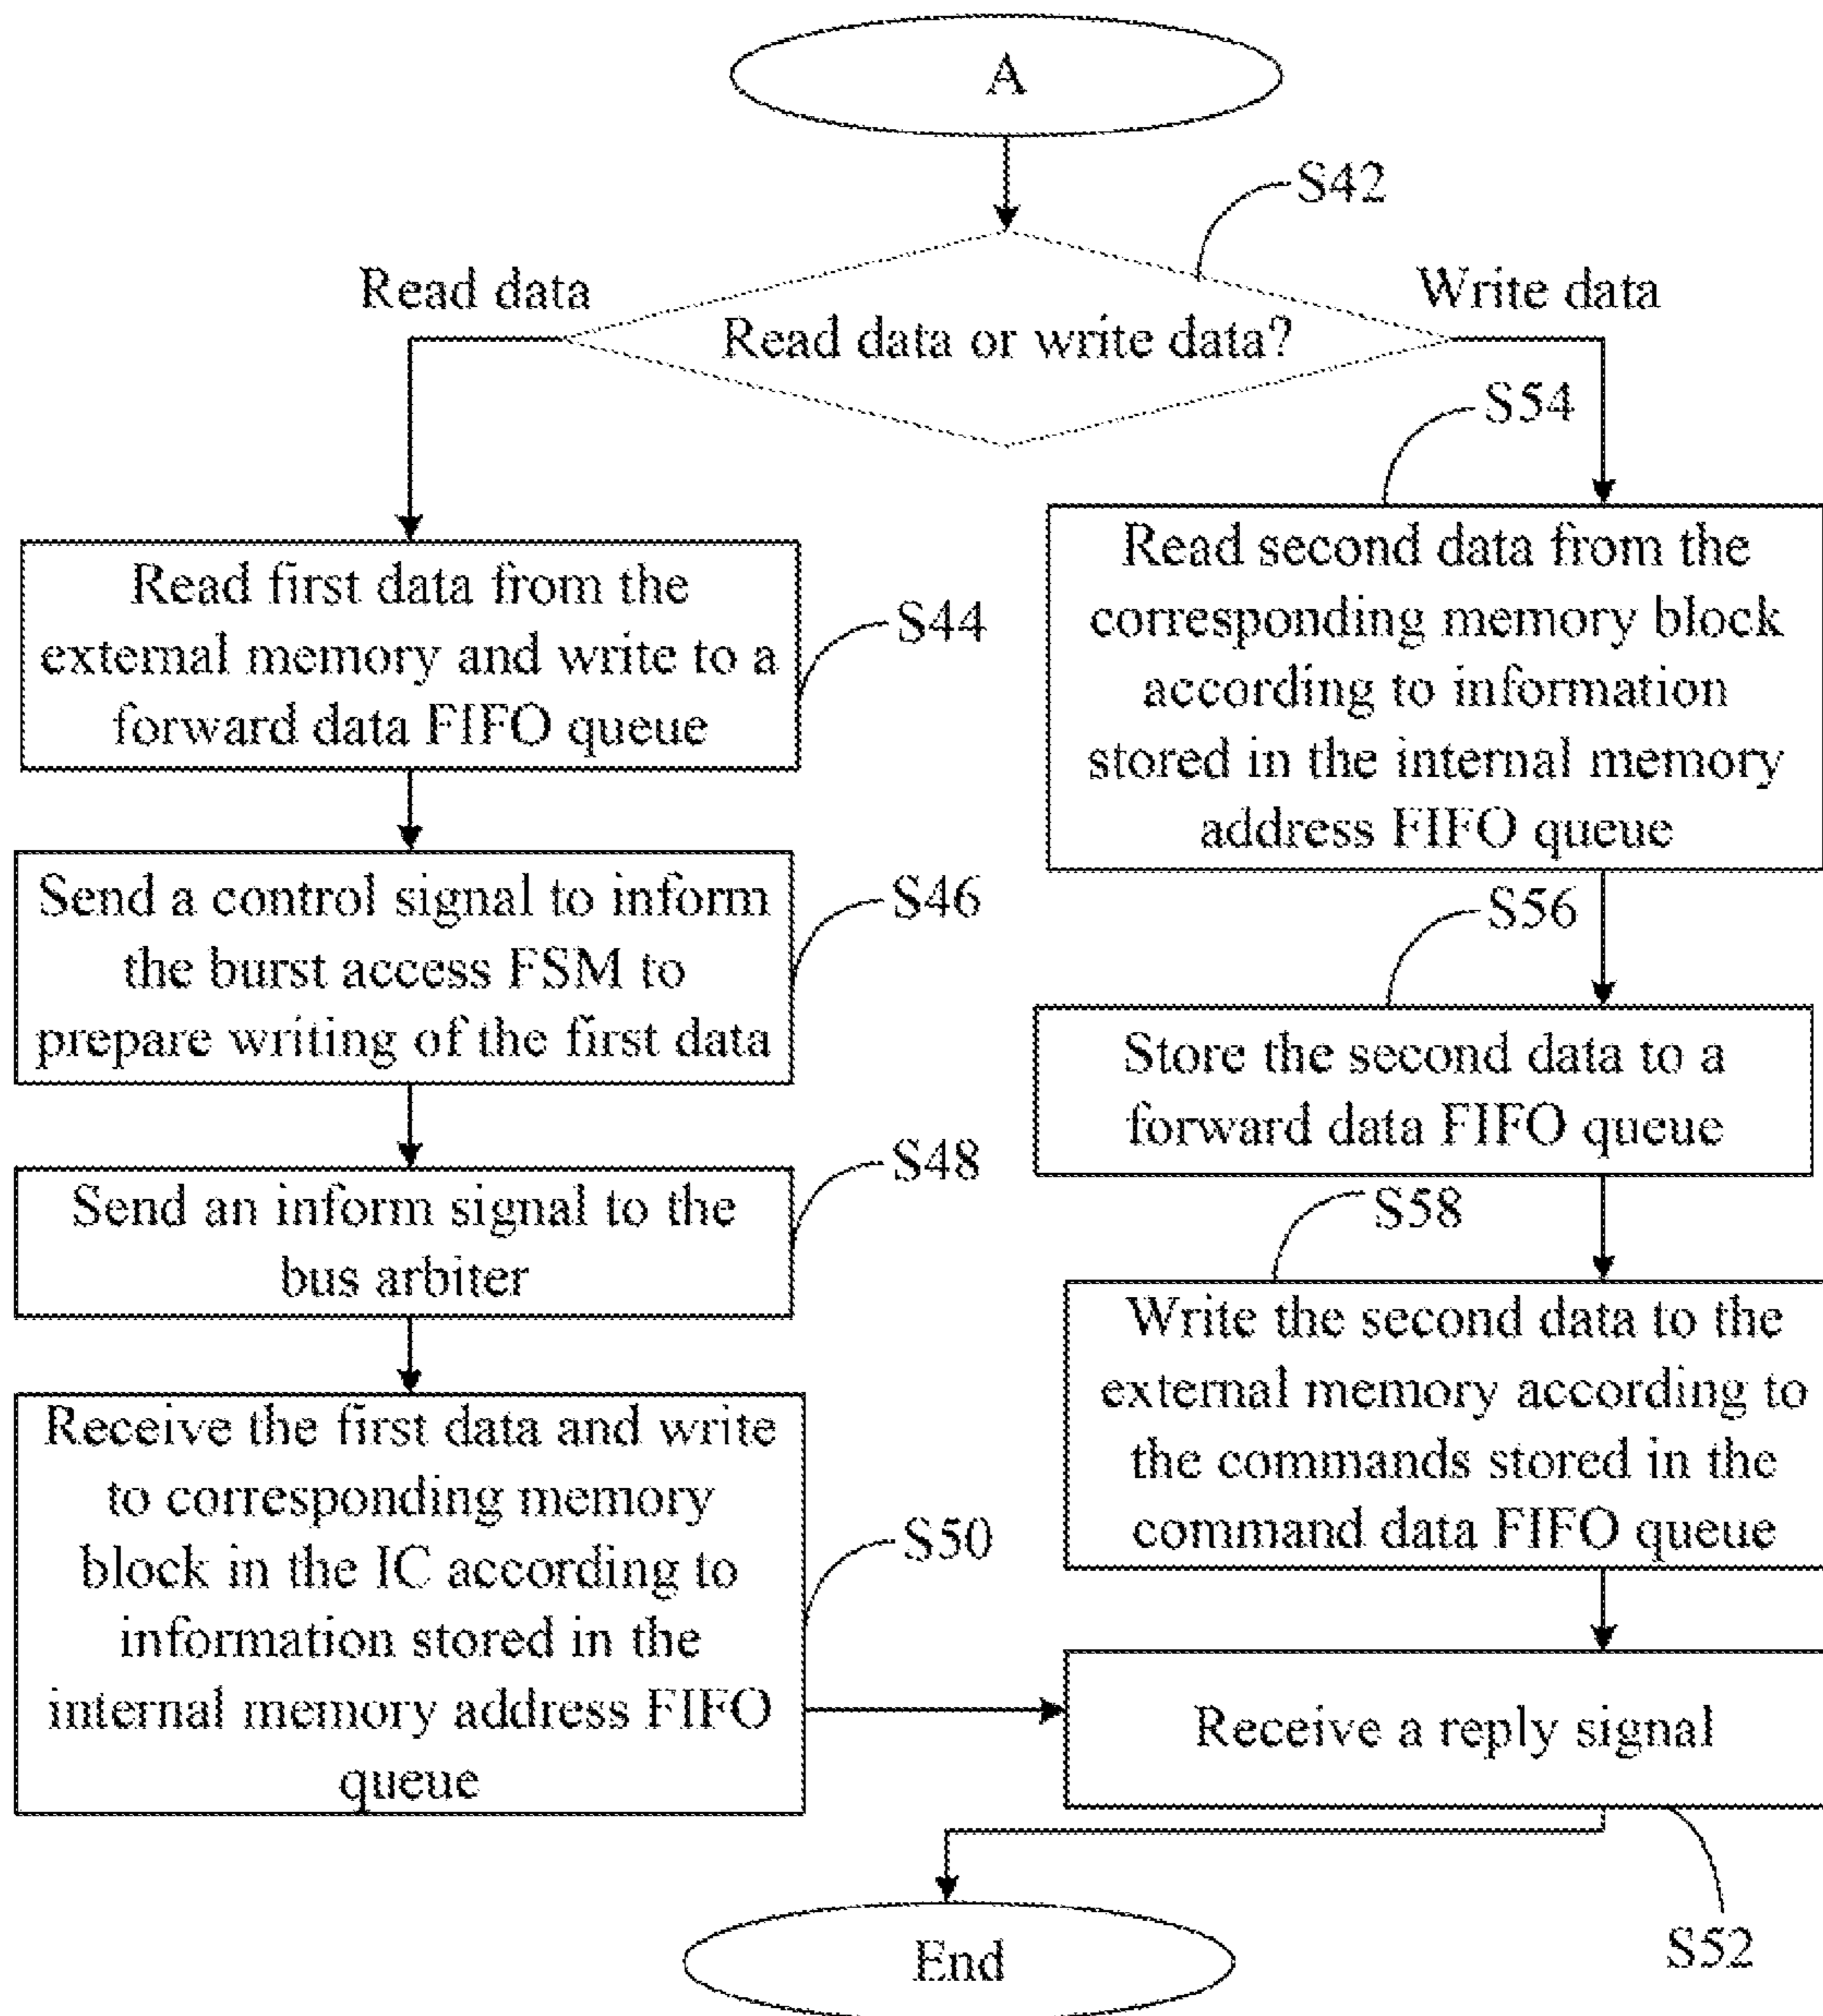 A
S42
Read data
Write data
Read data or write data?
S54
Read first data from the
external memory and write to a
forward data FIFO queue
S44
Read second data from the
corresponding memory block
according to information
stored in the internal memory
address FIFO queue
Send a control signal to inform
the burst access FSM to
prepare writing of the first data
S46
S56
Store the second data to a
forward data FIFO queue
Send an inform signal to the
bus arbiter
S48
S58
Write the second data to the
external memory according to
the commands stored in the
command data FIFO queue
Receive the first data and write
to corresponding memory
block in the IC according to
information stored in the
internal memory address FIFO
queue
S50
Receive a reply signal
S52
End